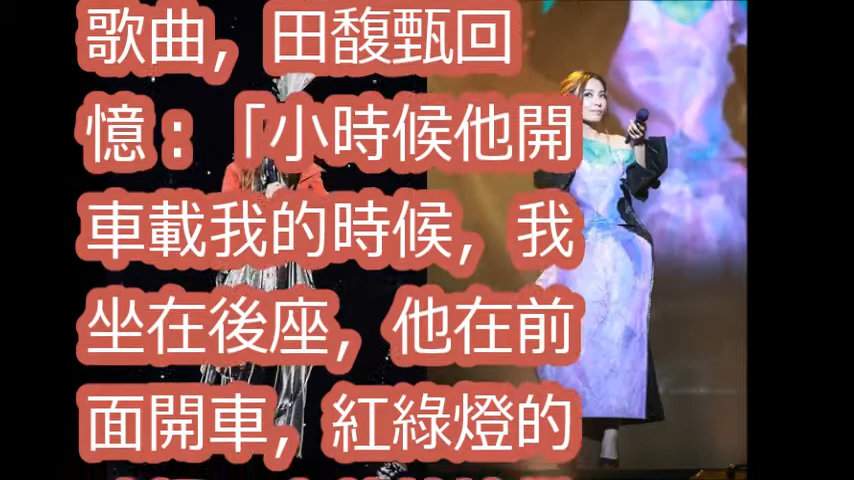 歌曲，田馥甄回
憶：「小時候他開
車載我的時候，我
坐在後座，他在前
面開車，紅綠燈的